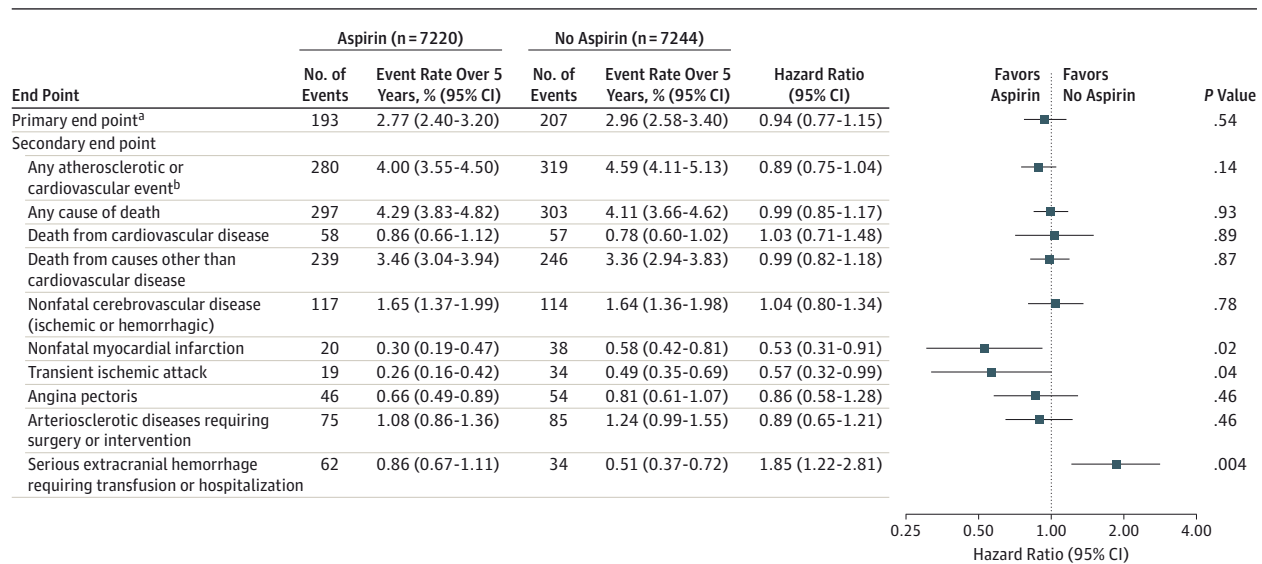 Aspirin (n = 7220) No Aspirin (n = 7244)
End Point No. of Events Event Rate Over 5 Years, % (95% CI) No. of Events Event Rate Over 5 Years, % (95% CI) Hazard Ratio (95% CI) Favors Aspirin Favors No Aspirin P Value
Primary end pointa 193 2.77 (2.40-3.20) 207 2.96 (2.58-3.40) 0.94 (0.77-1.15) .54
Secondary end point
Any atherosclerotic or 280 4.00 (3.55-4.50) 319 4.59 (4.11-5.13) 0.89 (0.75-1.04) .14
cardiovascular eventb
Any cause of death 297 4.29 (3.83-4.82) 303 4.11 (3.66-4.62) 0.99 (0.85-1.17) .93
Death from cardiovascular disease 58 0.86 (0.66-1.12) 57 0.78 (0.60-1.02) 1.03 (0.71-1.48) .89
Death from causes other than 239 3.46 (3.04-3.94) 246 3.36 (2.94-3.83) 0.99 (0.82-1.18) .87
cardiovascular disease
Nonfatal cerebrovascular disease 117 1.65 (1.37-1.99) 114 1.64 (1.36-1.98) 1.04 (0.80-1.34) .78
(ischemic or hemorrhagic)
Nonfatal myocardial infarction 20 0.30 (0.19-0.47) 38 0.58 (0.42-0.81) 0.53 (0.31-0.91) .02
Transient ischemic attack 19 0.26 (0.16-0.42) 34 0.49 (0.35-0.69) 0.57 (0.32-0.99) .04
Angina pectoris 46 0.66 (0.49-0.89) 54 0.81 (0.61-1.07) 0.86 (0.58-1.28) .46
Arteriosclerotic diseases requiring 75 1.08 (0.86-1.36) 85 1.24 (0.99-1.55) 0.89 (0.65-1.21) .46
surgery or intervention
Serious extracranial hemorrhage 62 0.86 (0.67-1.11) 34 0.51 (0.37-0.72) 1.85 (1.22-2.81) .004
requiring transfusion or hospitalization
0.25 0.50 1.00 2.00 4.00
Hazard Ratio (95% CI)